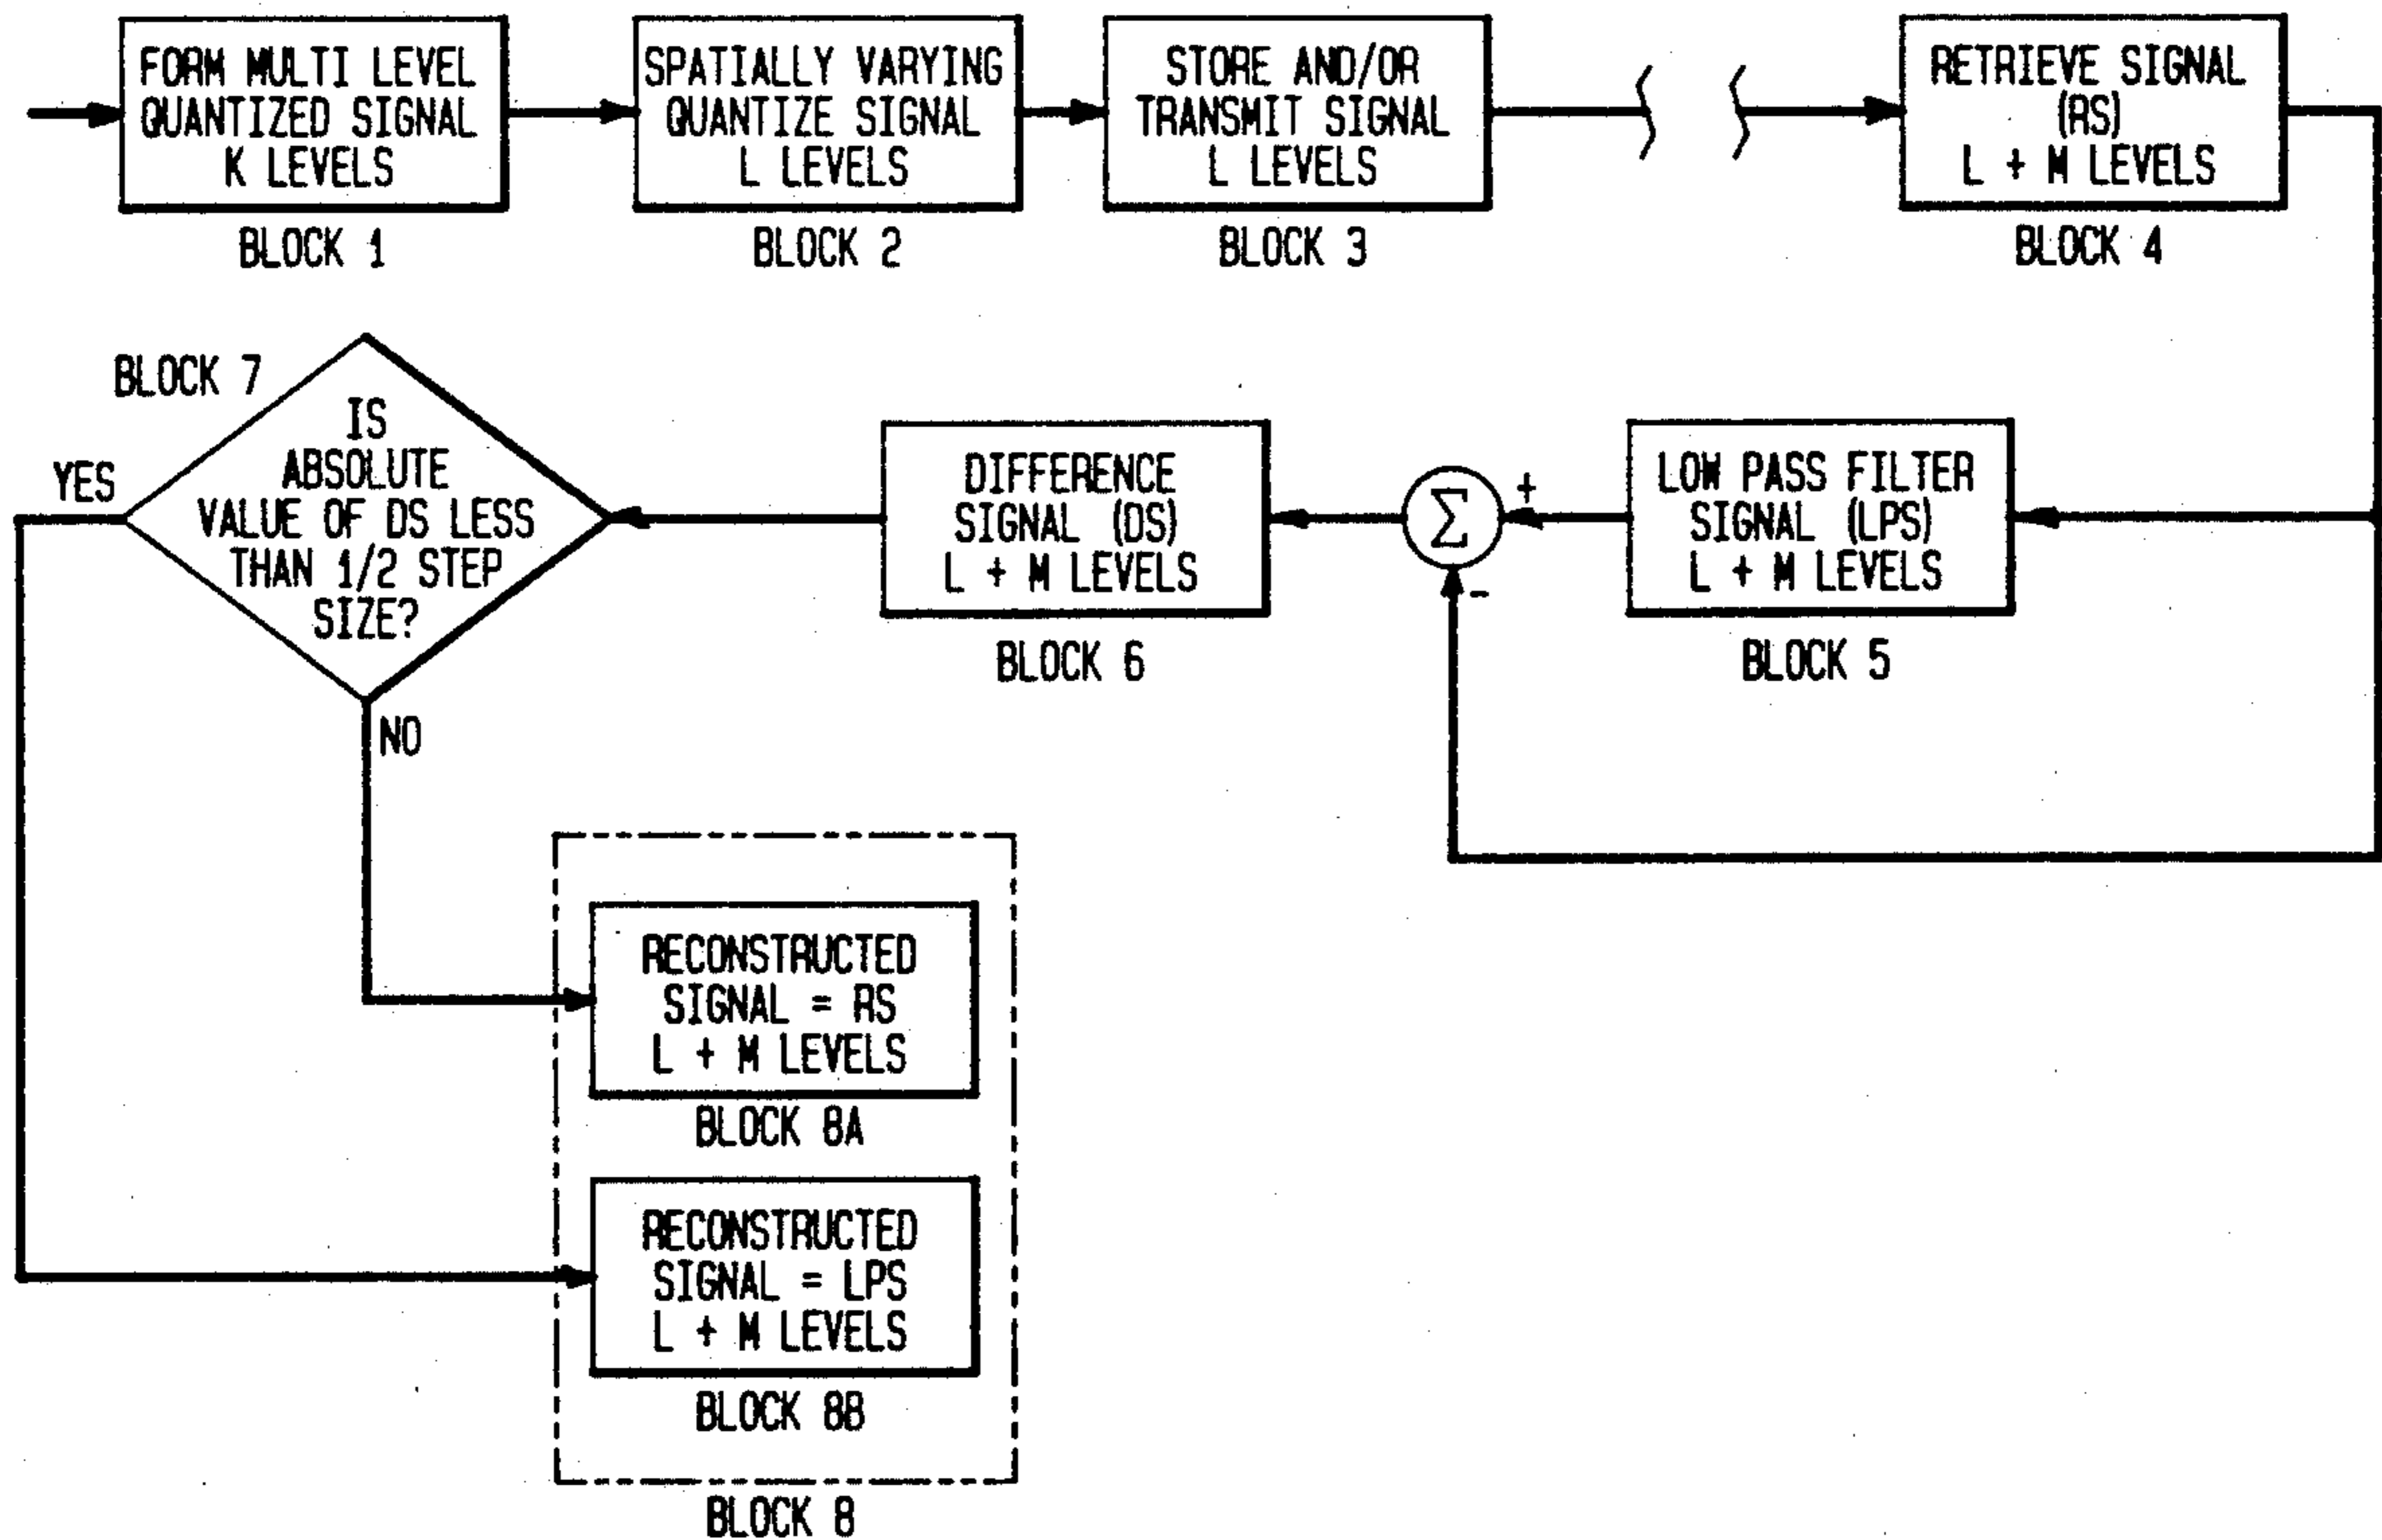 FORM MULTI LEVEL
QUANTIZED SIGNAL
K LEVELS
BLOCK 1
SPATIALLY VARYING
QUANTIZE SIGNAL
L LEVELS
BLOCK 2
STORE AND/OR
TRANSMIT SIGNAL
L LEVELS
BLOCK 3
RETRIEVE SIGNAL
(RS)
L + M LEVELS
BLOCK 4
LOW PASS FILTER
SIGNAL (LPS)
L + M LEVELS
BLOCK 5
+
Σ
-
DIFFERENCE
SIGNAL (DS)
L + M LEVELS
BLOCK 6
BLOCK 7
IS
ABSOLUTE
VALUE OF DS LESS
THAN 1/2 STEP
SIZE?
YES
NO
RECONSTRUCTED
SIGNAL = RS
L + M LEVELS
BLOCK 8A
RECONSTRUCTED
SIGNAL = LPS
L + M LEVELS
BLOCK 8B
BLOCK 8